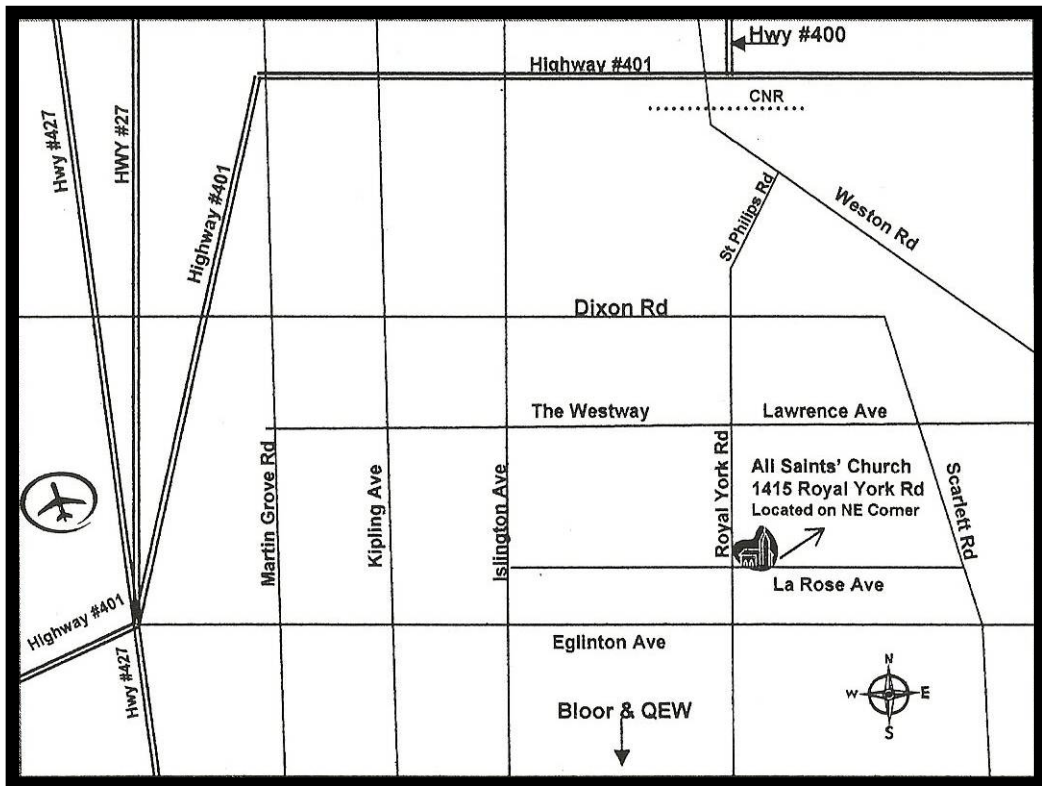 Hwy #400
Highway #401
CNR
Hwy #427
HWY #27
Highway #401
St Philips Rd
Weston Rd
Dixon Rd
The Westway
Lawrence Ave
Martin Grove Rd
Kipling Ave
Islington Ave
Royal York Rd
All Saints' Church
1415 Royal York Rd
Located on NE Corner
Scarlett Rd
La Rose Ave
Highway #401
Eglinton Ave
Hwy #427
Bloor & QEW
N
W
E
S